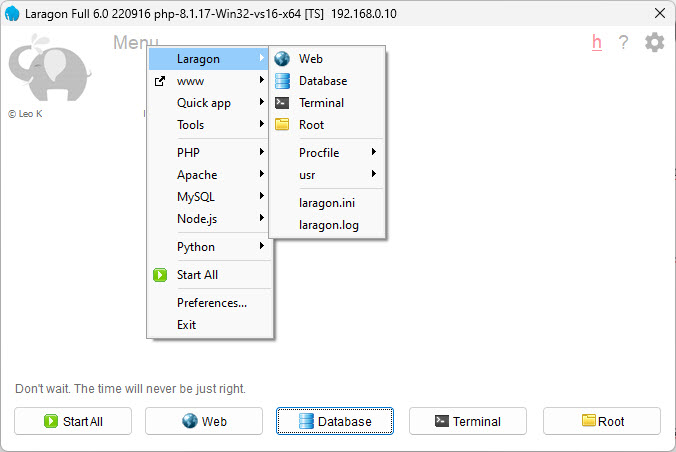 Laragon Full 6.0 220916 php-8.1.17-Win32-vs16-x64 [TS] 192.168.0.10
Menu
h ?
© Leo K
Laragon
www
Quick app
Tools
PHP
Apache
MySQL
Node.js
Python
Start All
Preferences...
Exit
Web
Database
Terminal
Root
Procfile
usr
laragon.ini
laragon.log
Don't wait. The time will never be just right.
Start All
Web
Database
Terminal
Root